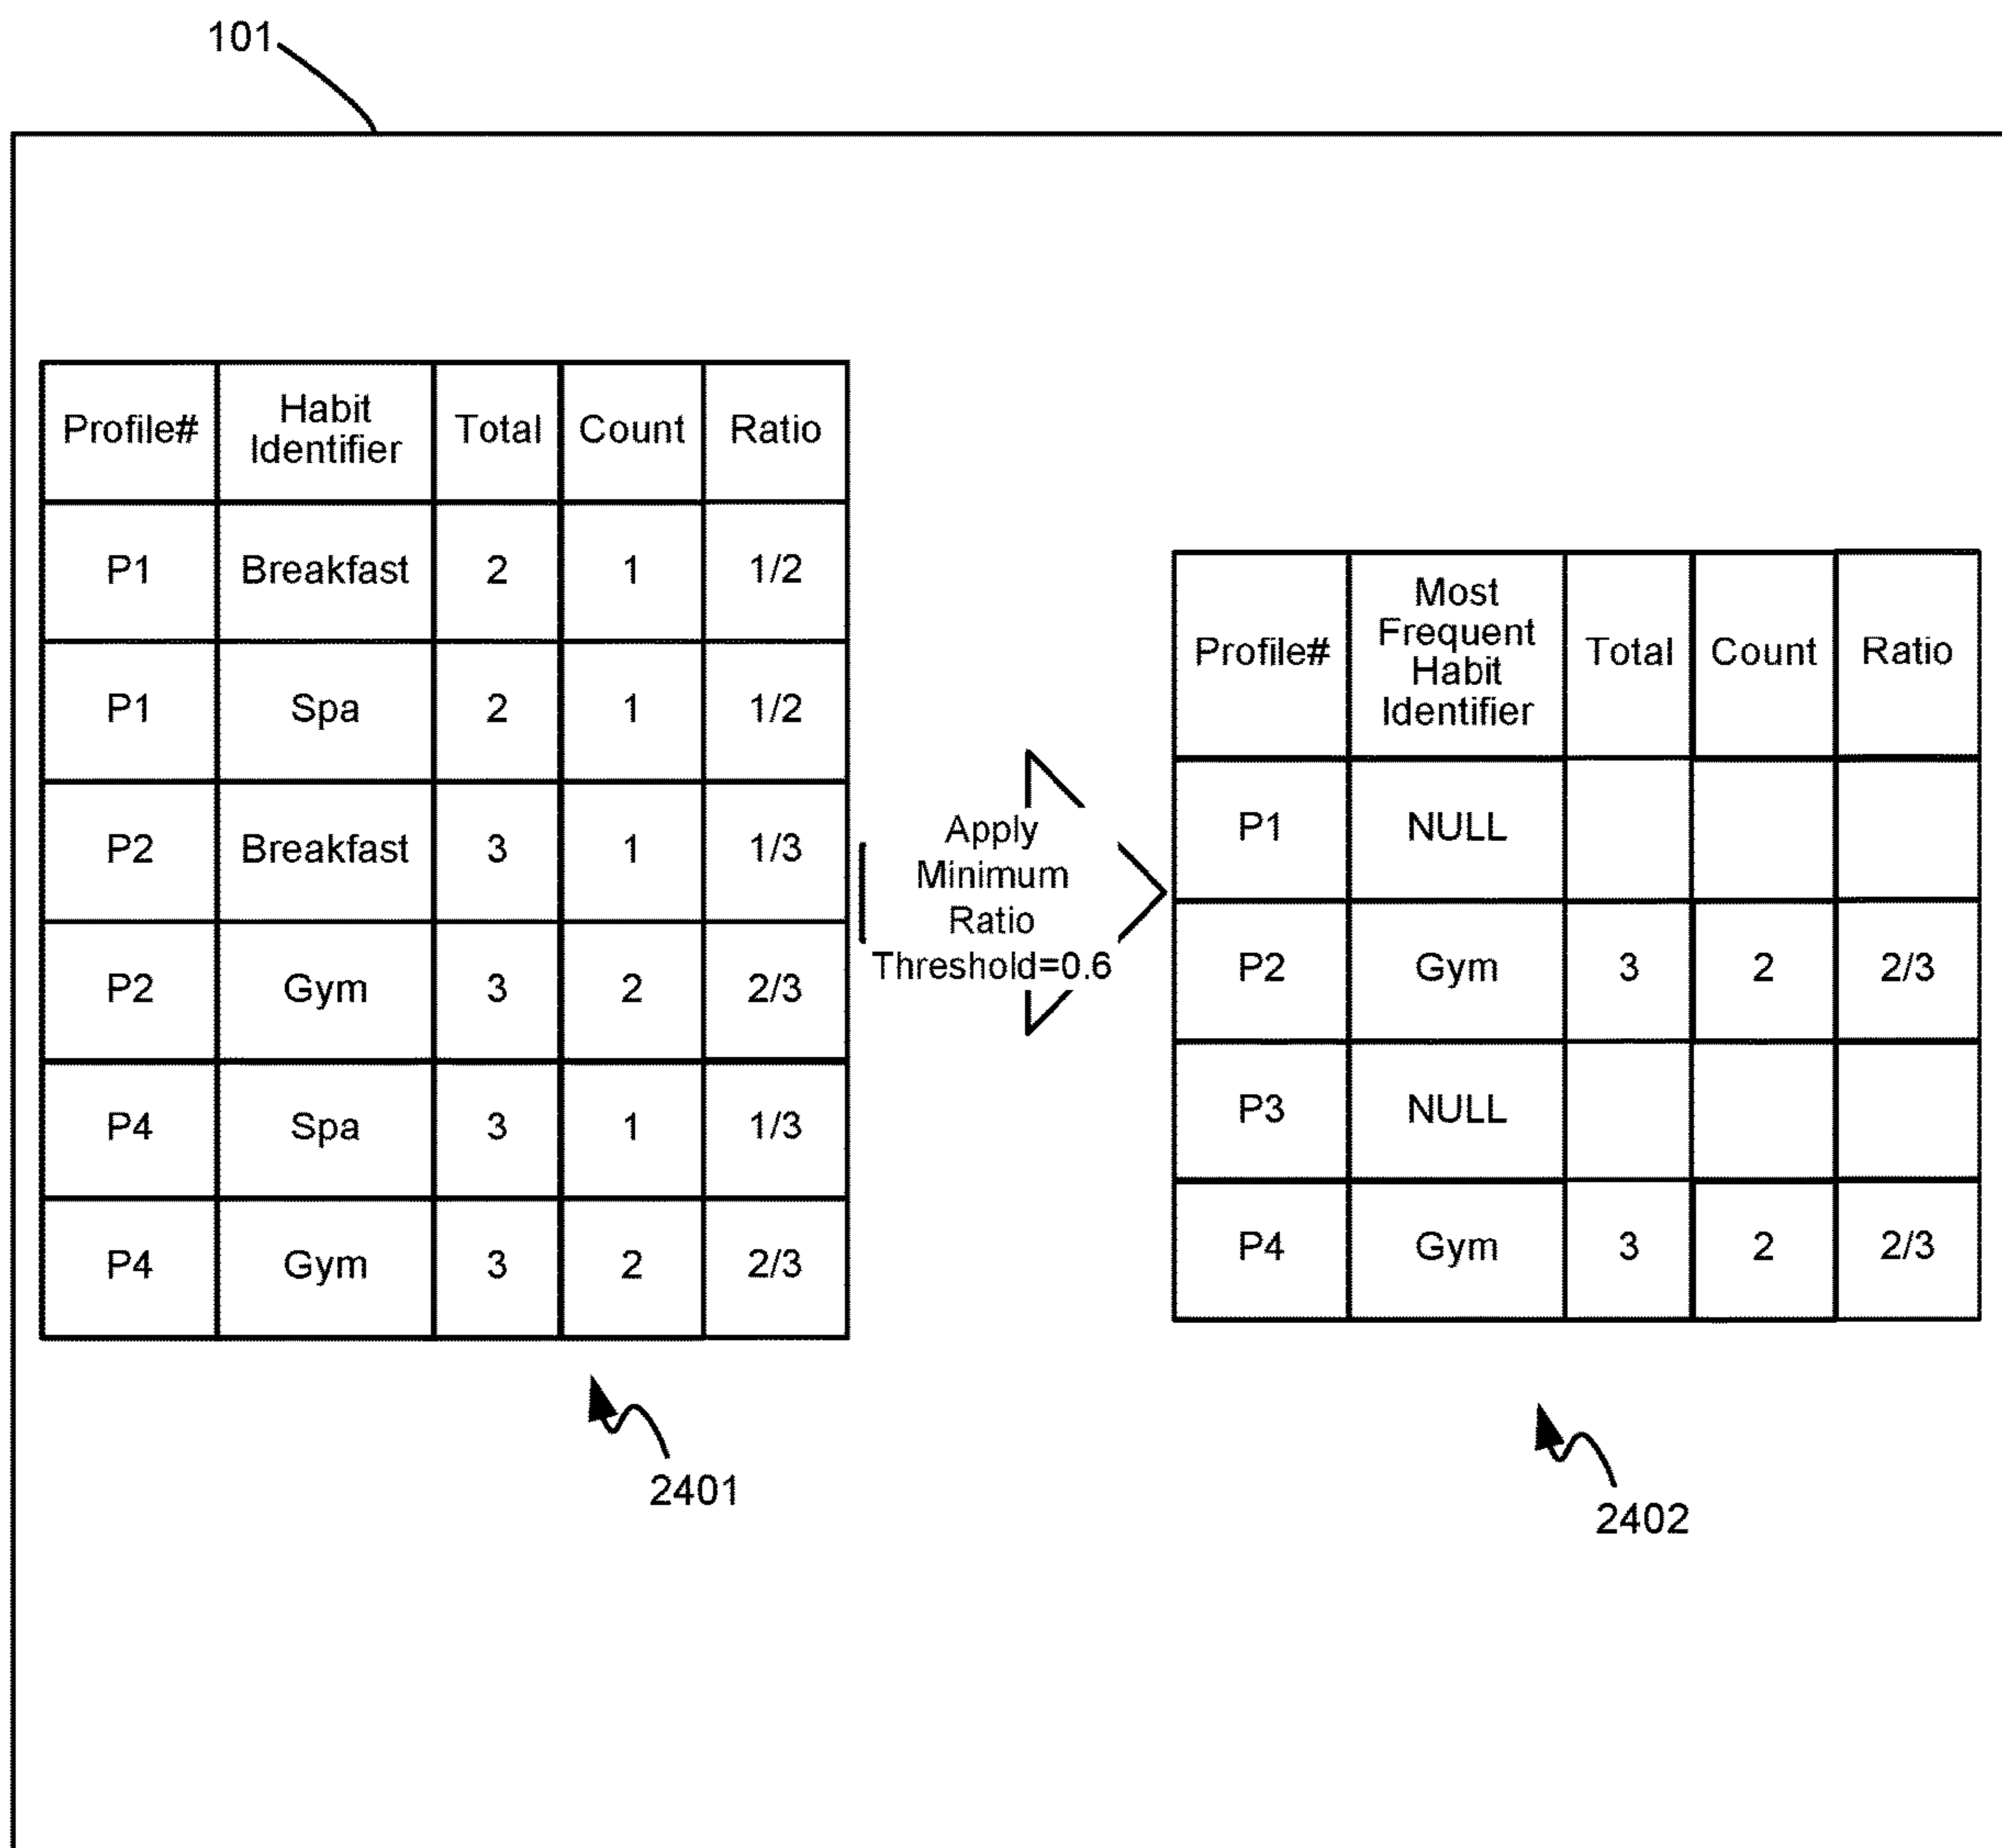 101
Profile# Habit Identifier Total Count Ratio
P1 Breakfast 2 1 1/2
P1 Spa 2 1 1/2
P2 Breakfast 3 1 1/3
P2 Gym 3 2 2/3
P4 Spa 3 1 1/3
P4 Gym 3 2 2/3
2401
Apply
Minimum
Ratio
Threshold=0.6
Profile# Most Frequent Habit Identifier Total Count Ratio
P1 NULL
P2 Gym 3 2 2/3
P3 NULL
P4 Gym 3 2 2/3
2402